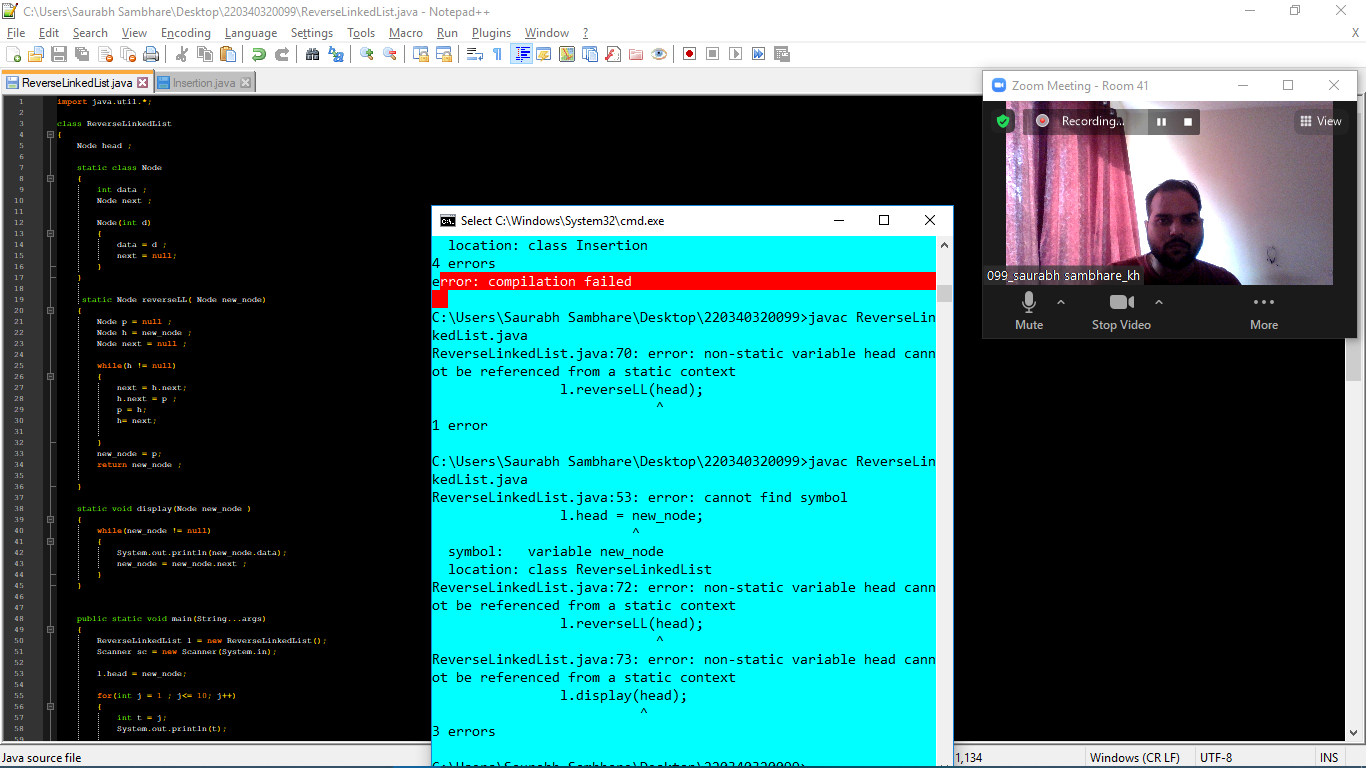 C:\Users\Saurabh Sambhare\Desktop\220340320099\ReverseLinkedList.java - Notepad++
File Edit Search View Encoding Language Settings Tools Macro Run Plugins Window ? X
ReverseLinkedList.java Insertion.java
1 import java.util.*;
2
3 class ReverseLinkedList
4 {
5 Node head ;
6
7 static class Node
8 {
9 int data ;
10 Node next ;
11
12 Node(int d)
13 {
14 data = d ;
15 next = null;
16 }
17 }
18
19 static Node reverseLL( Node new_node)
20 {
21 Node p = null ;
22 Node h = new_node ;
23 Node next = null ;
24
25 while(h != null)
26 {
27 next = h.next;
28 h.next = p ;
29 p = h;
30 h= next;
31
32 }
33 new_node = p;
34 return new_node ;
35
36 }
37
38 static void display(Node new_node )
39 {
40 while(new_node != null)
41 {
42 System.out.println(new_node.data);
43 new_node = new_node.next ;
44 }
45 }
46
47
48 public static void main(String...args)
49 {
50 ReverseLinkedList l = new ReverseLinkedList();
51 Scanner sc = new Scanner(System.in);
52
53 l.head = new_node;
54
55 for(int j = 1 ; j<= 10; j++)
56 {
57 int t = j;
58 System.out.println(t);
59
Select C:\Windows\System32\cmd.exe
location: class Insertion
4 errors
error: compilation failed
C:\Users\Saurabh Sambhare\Desktop\220340320099>javac ReverseLin
kedList.java
ReverseLinkedList.java:70: error: non-static variable head cann
ot be referenced from a static context
l.reverseLL(head);
^
1 error
C:\Users\Saurabh Sambhare\Desktop\220340320099>javac ReverseLin
kedList.java
ReverseLinkedList.java:53: error: cannot find symbol
l.head = new_node;
^
symbol: variable new_node
location: class ReverseLinkedList
ReverseLinkedList.java:72: error: non-static variable head cann
ot be referenced from a static context
l.reverseLL(head);
^
ReverseLinkedList.java:73: error: non-static variable head cann
ot be referenced from a static context
l.display(head);
^
3 errors
Zoom Meeting - Room 41
Recording...
View
099_saurabh sambhare_kh
Mute Stop Video More
Java source file 1,134 Windows (CR LF) UTF-8 INS